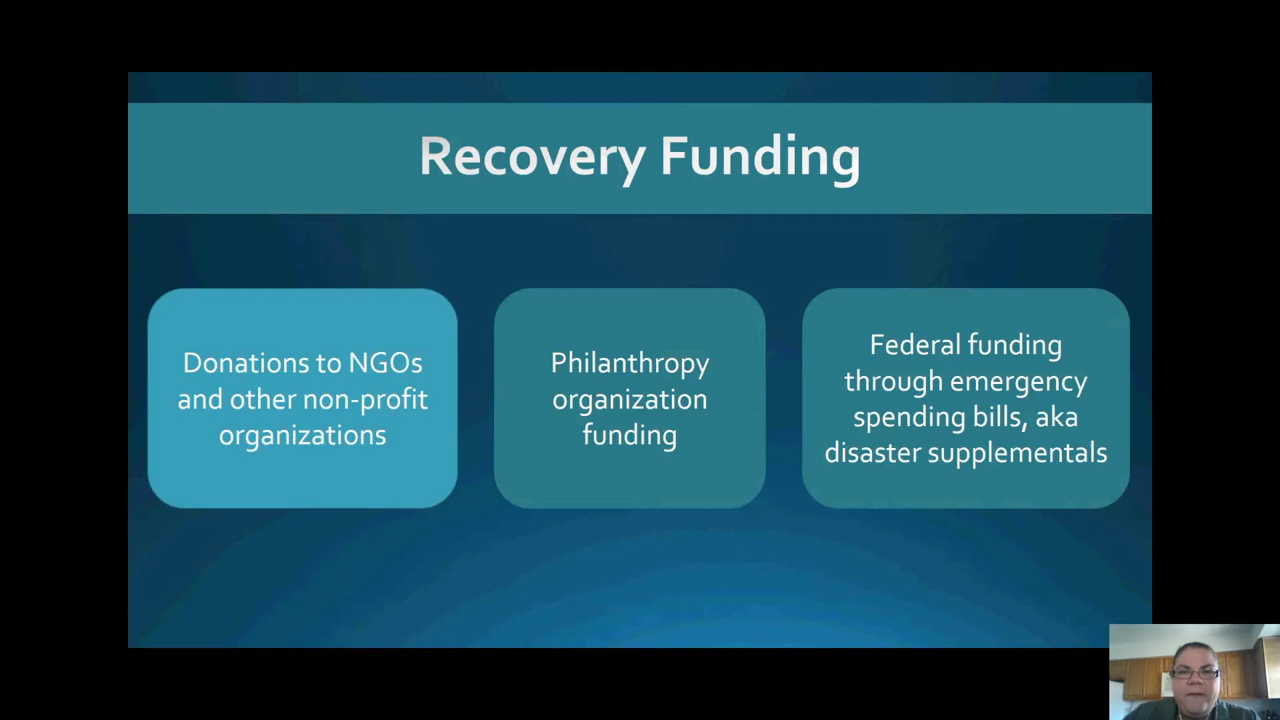 Recovery Funding
Donations to NGOs
and other non-profit
organizations
Philanthropy
organization
funding
Federal funding
through emergency
spending bills, aka
disaster supplementals